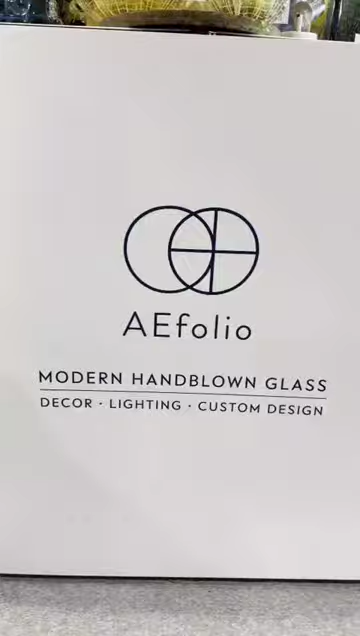 AEfolio
MODERN HANDBLOWN GLASS
DECOR · LIGHTING · CUSTOM DESIGN